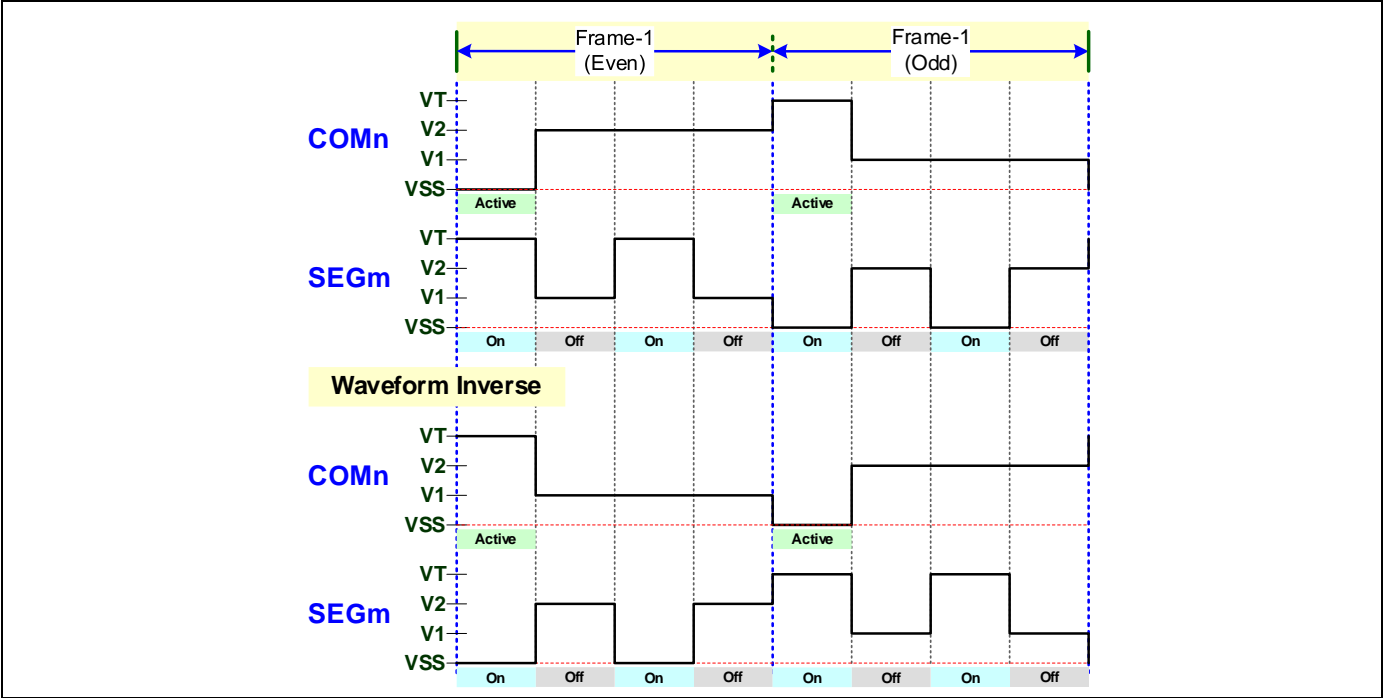 Frame-1 Frame-1
(Even) (Odd)
VT
V2
COMn
V1
VSS
Active Active
VT
V2
SEGm
V1
VSS
On Off On Off On Off On Off
Waveform Inverse
VT
V2
COMn
V1
VSS
Active Active
VT
V2
SEGm
V1
VSS
On Off On Off On Off On Off